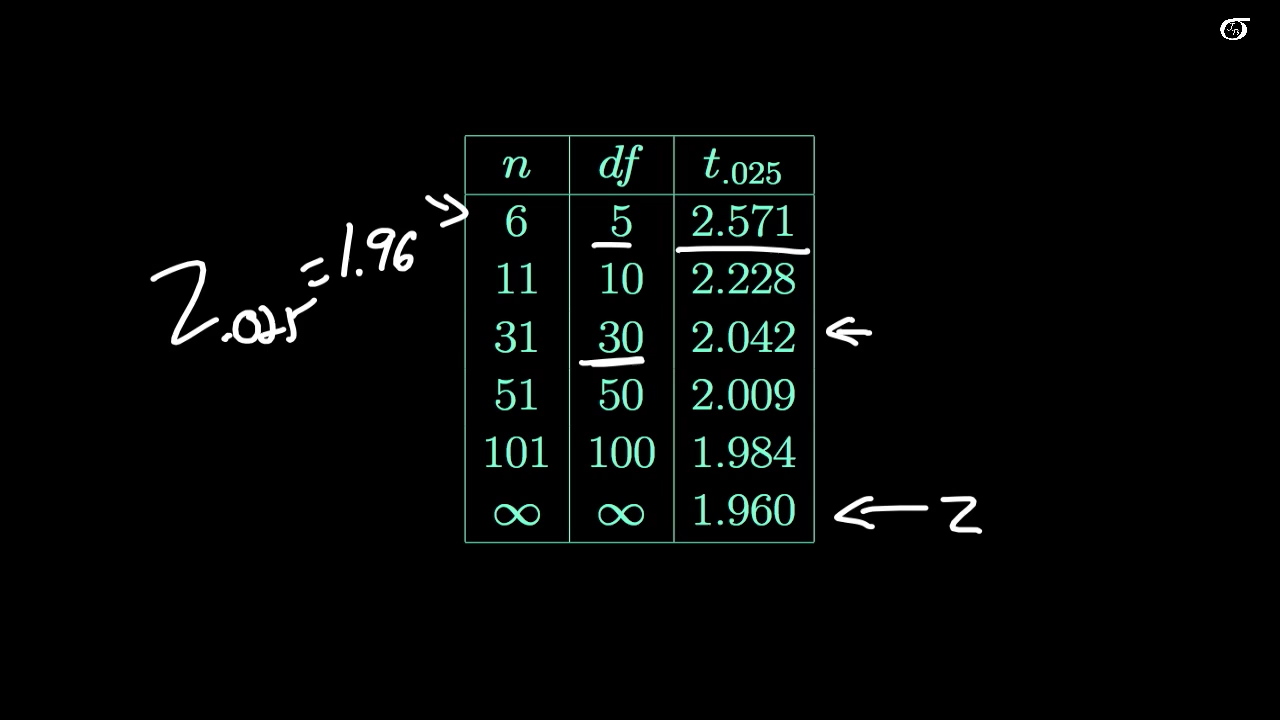 n df t.025
6 5 2.571
Z.025 = 1.96
11 10 2.228
31 30 2.042
51 50 2.009
101 100 1.984
∞ ∞ 1.960 ← Z